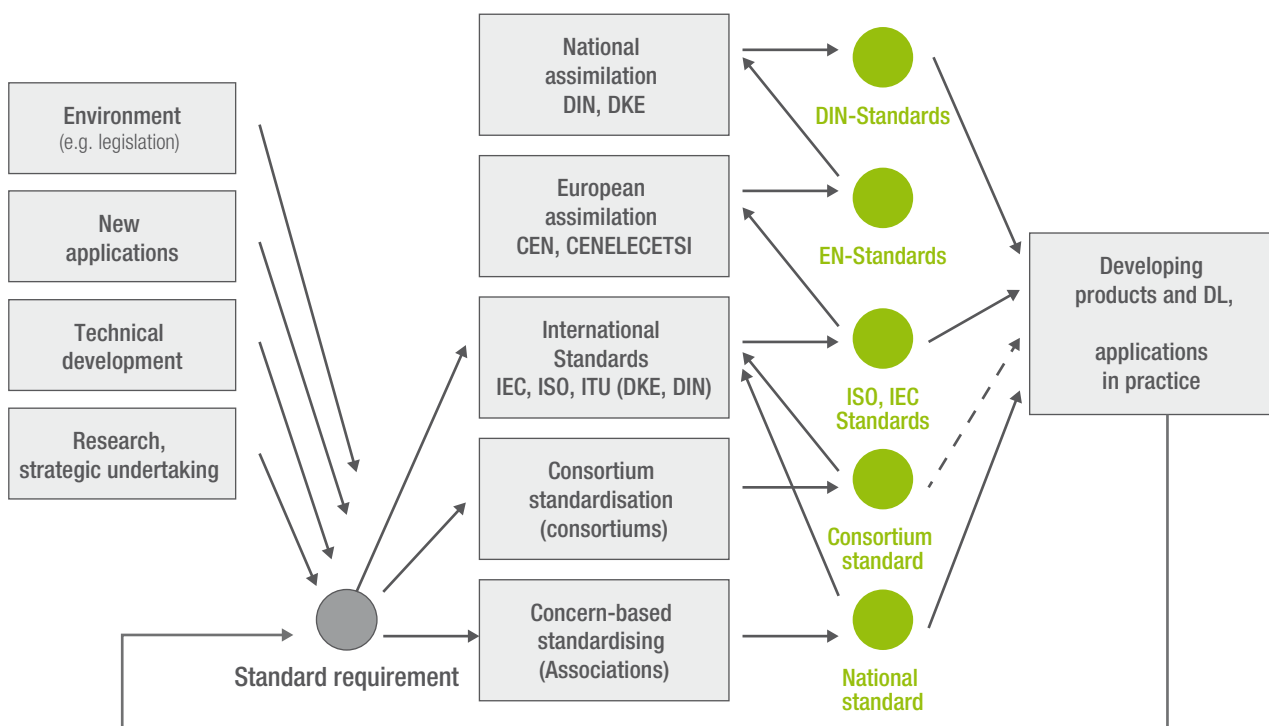 Environment
(e.g. legislation)
New
applications
Technical
development
Research,
strategic undertaking
Standard requirement
National
assimilation
DIN, DKE
European
assimilation
CEN, CENELECETSI
International
Standards
IEC, ISO, ITU (DKE, DIN)
Consortium
standardisation
(consortiums)
Concern-based
standardising
(Associations)
DIN-Standards
EN-Standards
ISO, IEC
Standards
Consortium
standard
National
standard
Developing
products and DL,
applications
in practice